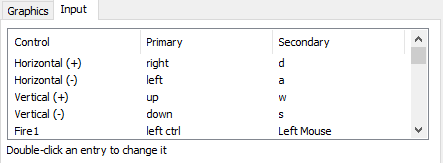 Graphics Input
Control Primary Secondary
Horizontal (+) right d
Horizontal (-) left a
Vertical (+) up w
Vertical (-) down s
Fire1 left ctrl Left Mouse
Double-click an entry to change it